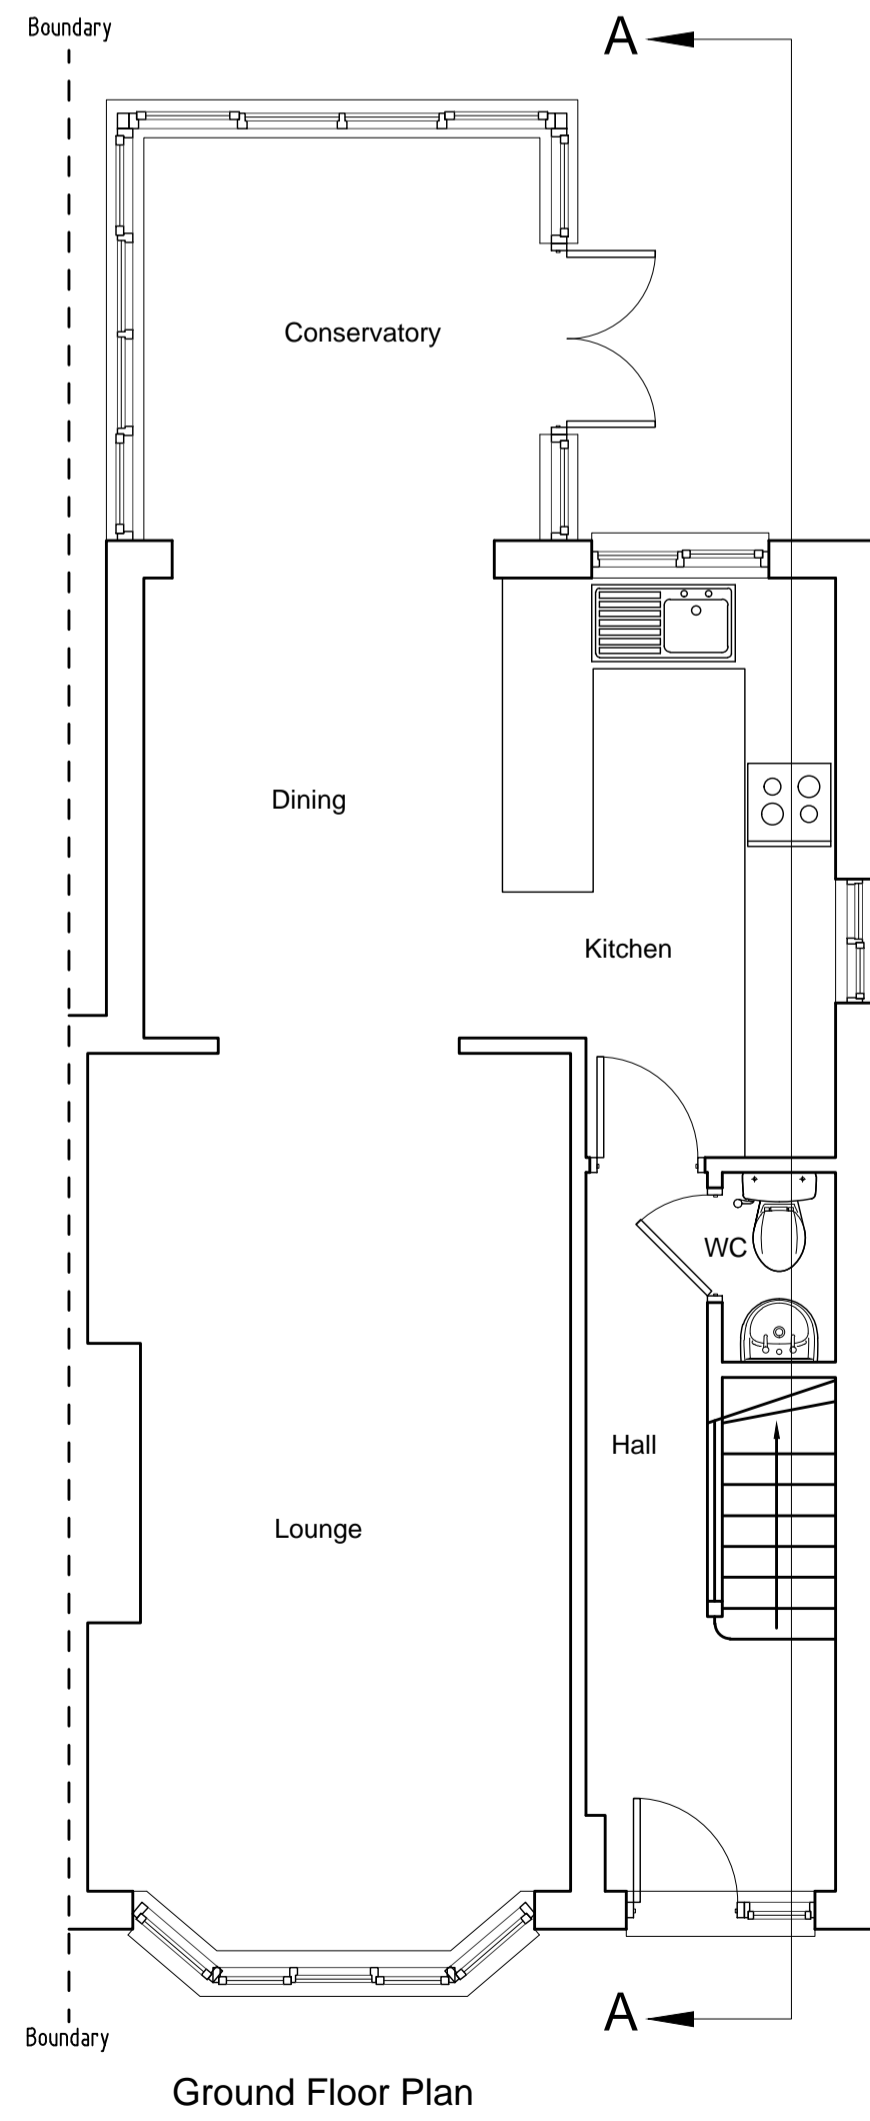 Boundary
A
Conservatory
Dining
Kitchen
WC
Hall
Lounge
A
Boundary
Ground Floor Plan